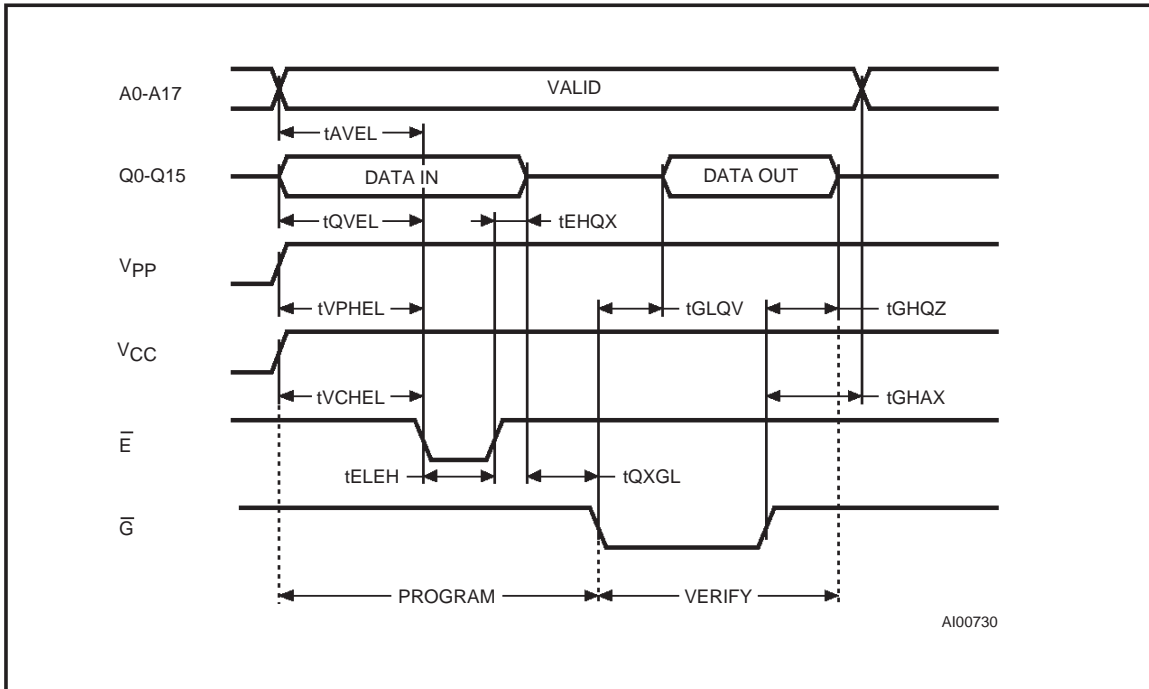 A0-A17
VALID
tAVEL
Q0-Q15
DATA IN
DATA OUT
tQVEL
tEHQX
VPP
tVPHEL
tGLQV
tGHQZ
VCC
tVCHEL
tGHAX
E̅
tELEH
tQXGL
G̅
PROGRAM
VERIFY
AI00730